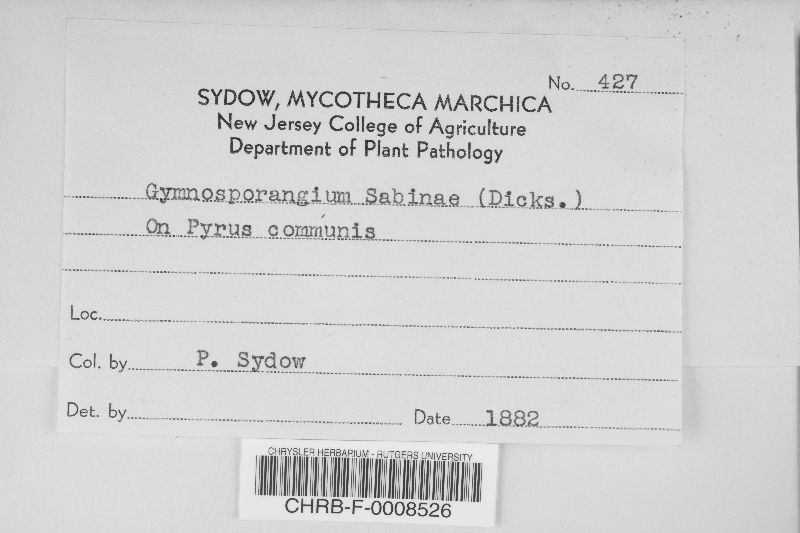 No. 427
SYDOW, MYCOTHECA MARCHICA
New Jersey College of Agriculture
Department of Plant Pathology
Gymnosporangium Sabinae (Dicks.)
On Pyrus communis
Loc.
Col. by P. Sydow
Det. by Date 1882
CHRYSLER HERBARIUM - RUTGERS UNIVERSITY
CHRB-F-0008526